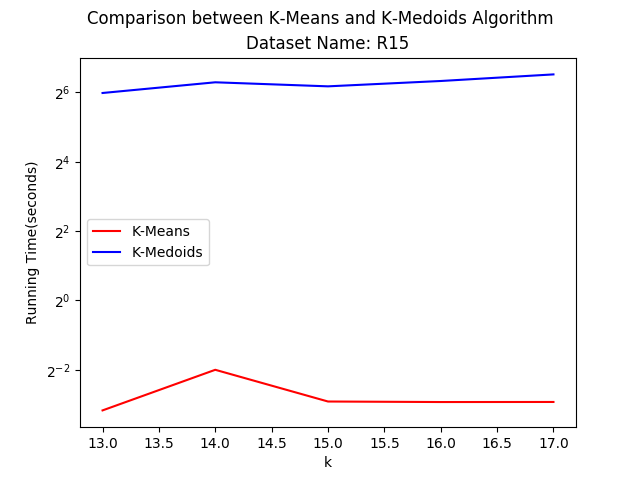 Comparison between K-Means and K-Medoids Algorithm
Dataset Name: R15
Running Time(seconds)
2^6
2^4
2^2
2^0
2^−2
K-Means
K-Medoids
13.0 13.5 14.0 14.5 15.0 15.5 16.0 16.5 17.0
k